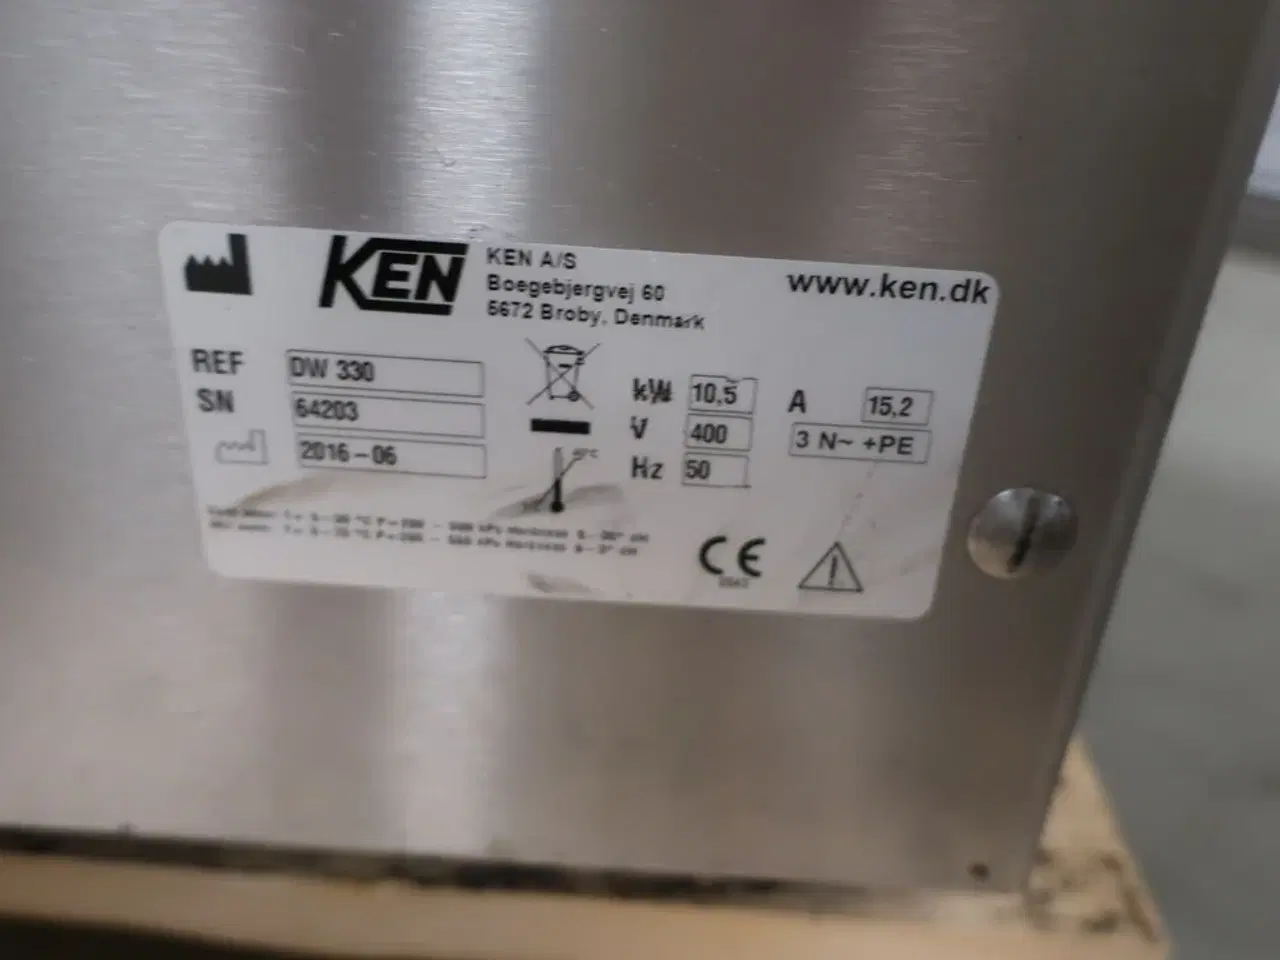 KEN
KEN A/S
Boegebjergvej 60
5672 Broby, Denmark
www.ken.dk
REF DW 330
SN 64203
2016-06
kW 10,5
V 400
Hz 50
A 15,2
3 N~ +PE
CE